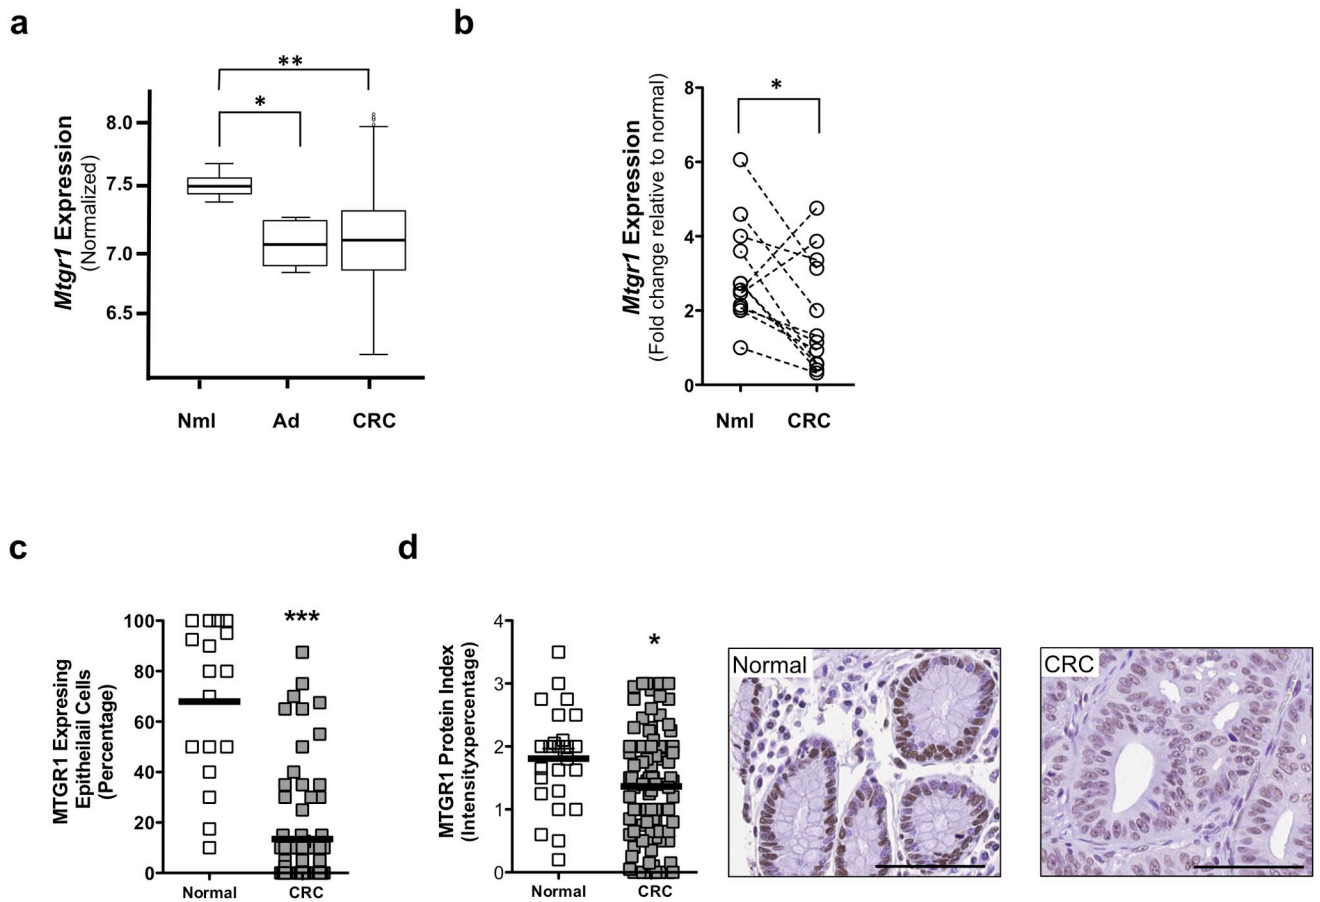 a
**
*
8.0
7.5
7.0
6.5
Mtgr1 Expression
(Normalized)
Nml Ad CRC
b
*
8
6
4
2
0
Mtgr1 Expression
(Fold change relative to normal)
Nml CRC
c
***
100
80
60
40
20
0
MTGR1 Expresing
Epitheilail Cells
(Percentage)
Normal CRC
d
*
4
3
2
1
0
MTGR1 Protein Index
(Intensityxpercentage)
Normal CRC
Normal
CRC